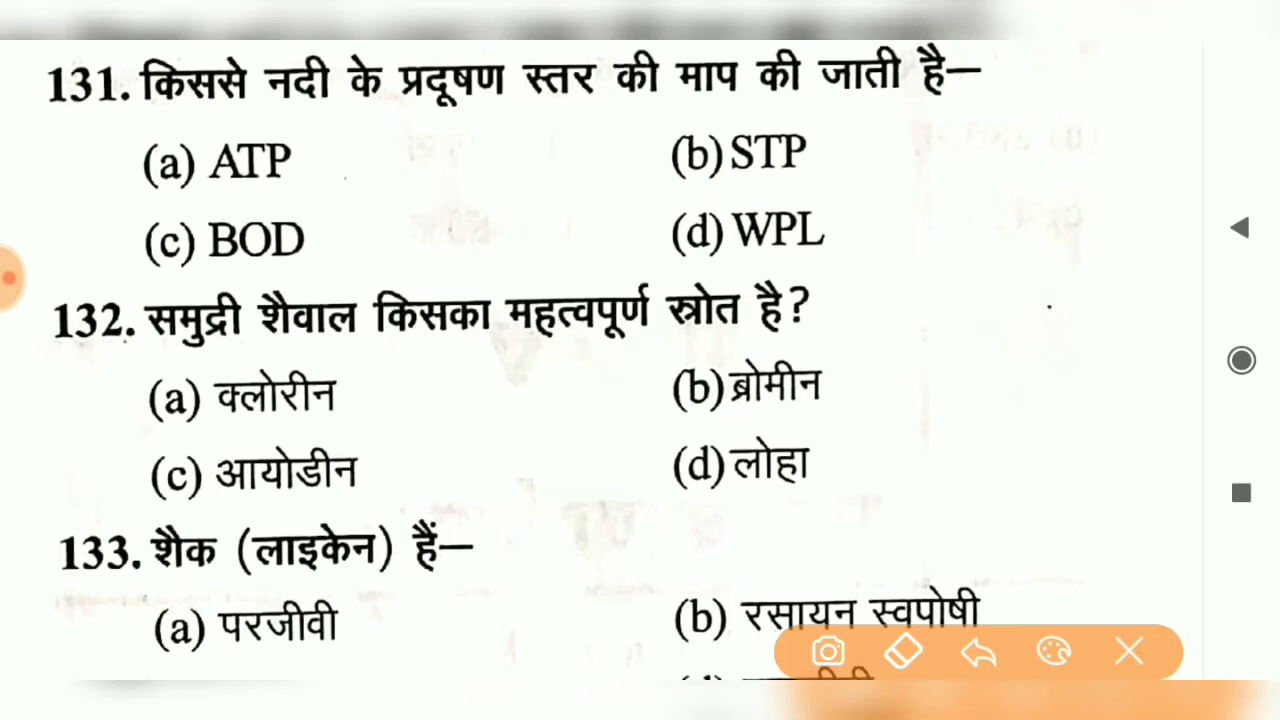 131. किससे नदी के प्रदूषण स्तर की माप की जाती है—
(a) ATP (b) STP
(c) BOD (d) WPL
132. समुद्री शैवाल किसका महत्वपूर्ण स्रोत है?
(a) क्लोरीन (b) ब्रोमीन
(c) आयोडीन (d) लोहा
133. शैक (लाइकेन) हैं—
(a) परजीवी (b) रसायन स्वपोषी